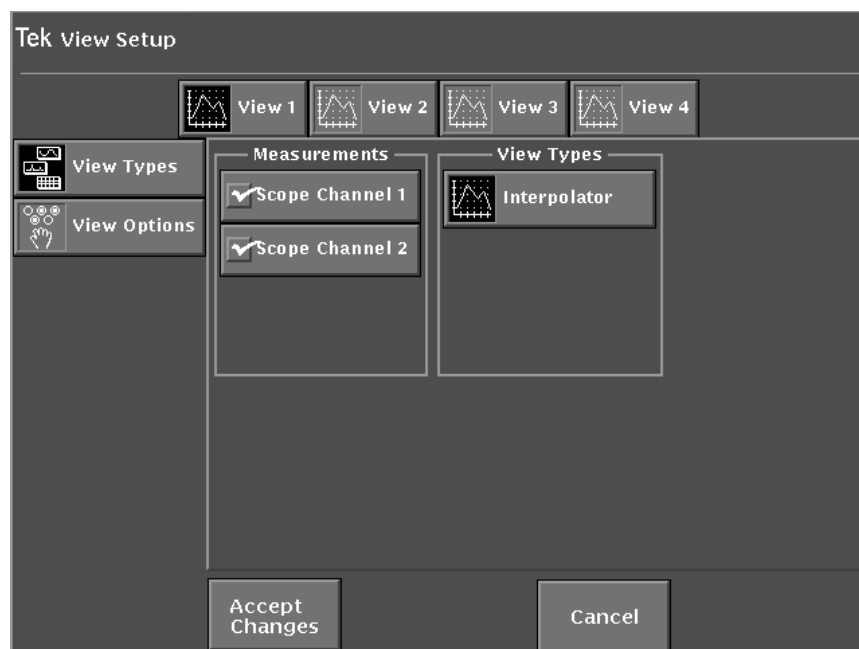 Tek View Setup
View 1 View 2 View 3 View 4
View Types
View Options
Measurements
Scope Channel 1
Scope Channel 2
View Types
Interpolator
Accept
Changes
Cancel